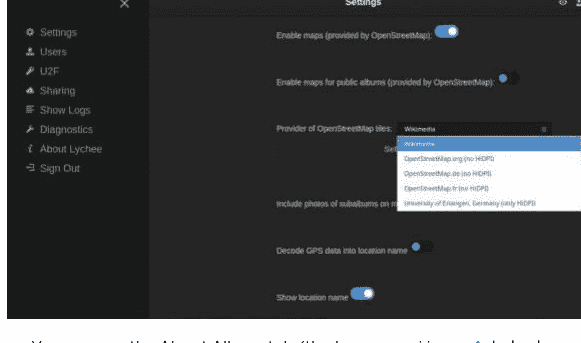 Settings
Settings
Users
U2F
Sharing
Show Logs
Diagnostics
About Lychee
Sign Out
Enable maps (provided by OpenStreetMap):
Enable maps for public albums (provided by OpenStreetMap):
Provider of OpenStreetMap tiles:
Wikimedia
Wikimedia
OpenStreetMap.org (no HiDPI)
OpenStreetMap.de (no HiDPI)
OpenStreetMap.fr (no HiDPI)
University of Erlangen, Germany (only HiDPI)
Include photos of subalbums on
Decode GPS data into location name
Show location name